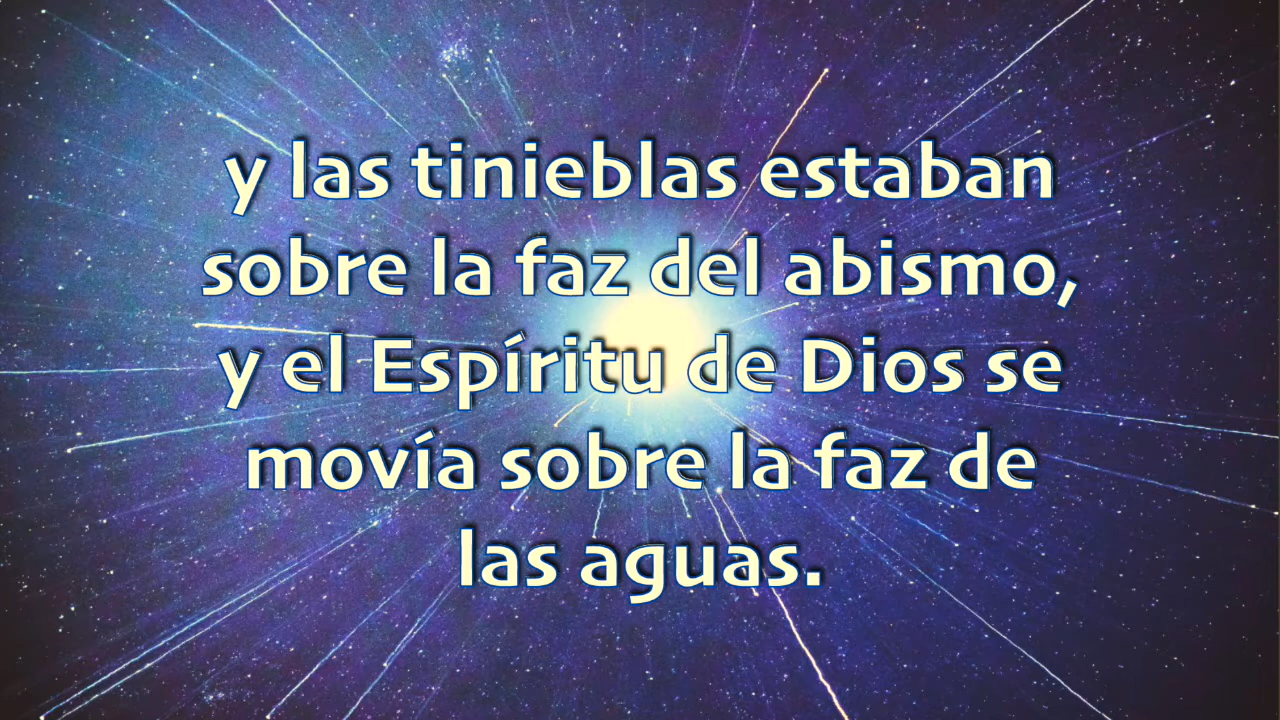 y las tinieblas estaban
sobre la faz del abismo,
y el Espíritu de Dios se
movía sobre la faz de
las aguas.